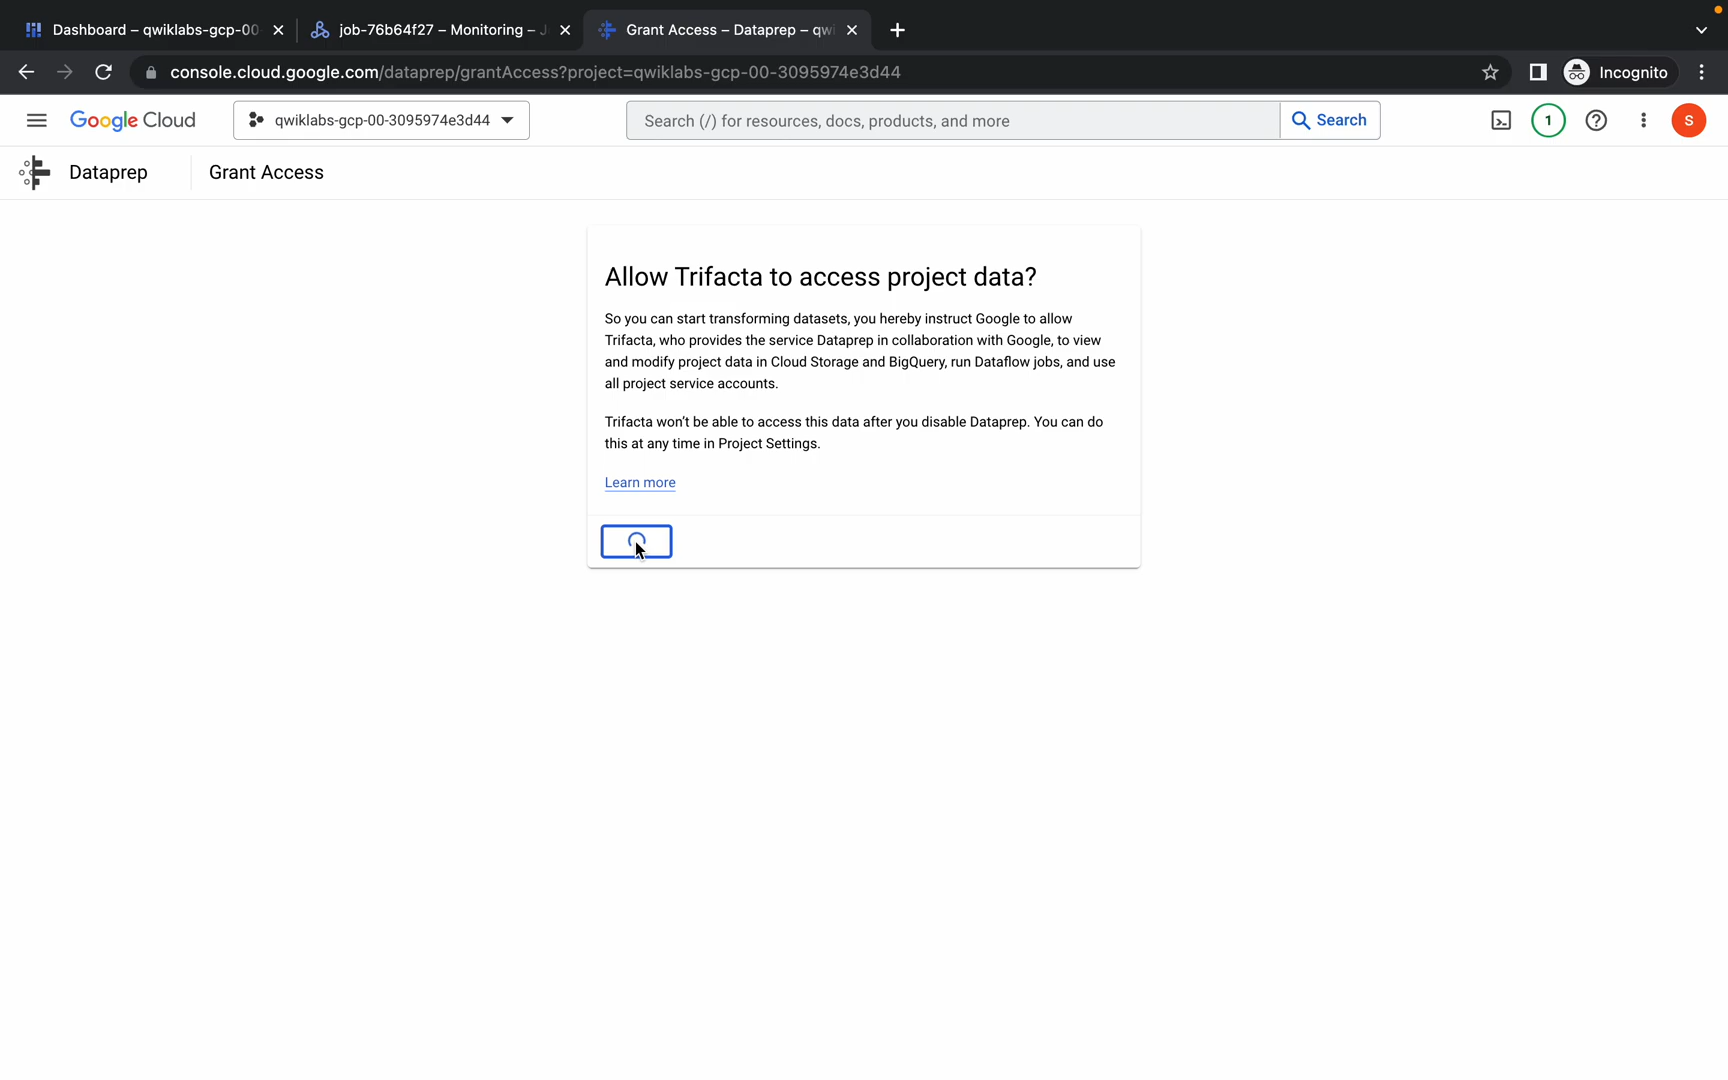 Dashboard – qwiklabs-gcp-00
job-76b64f27 – Monitoring – J
Grant Access – Dataprep – qwi
console.cloud.google.com/dataprep/grantAccess?project=qwiklabs-gcp-00-3095974e3d44
Incognito
Google Cloud
qwiklabs-gcp-00-3095974e3d44
Search (/) for resources, docs, products, and more
Search
1
S
Dataprep
Grant Access
Allow Trifacta to access project data?
So you can start transforming datasets, you hereby instruct Google to allow
Trifacta, who provides the service Dataprep in collaboration with Google, to view
and modify project data in Cloud Storage and BigQuery, run Dataflow jobs, and use
all project service accounts.
Trifacta won’t be able to access this data after you disable Dataprep. You can do
this at any time in Project Settings.
Learn more